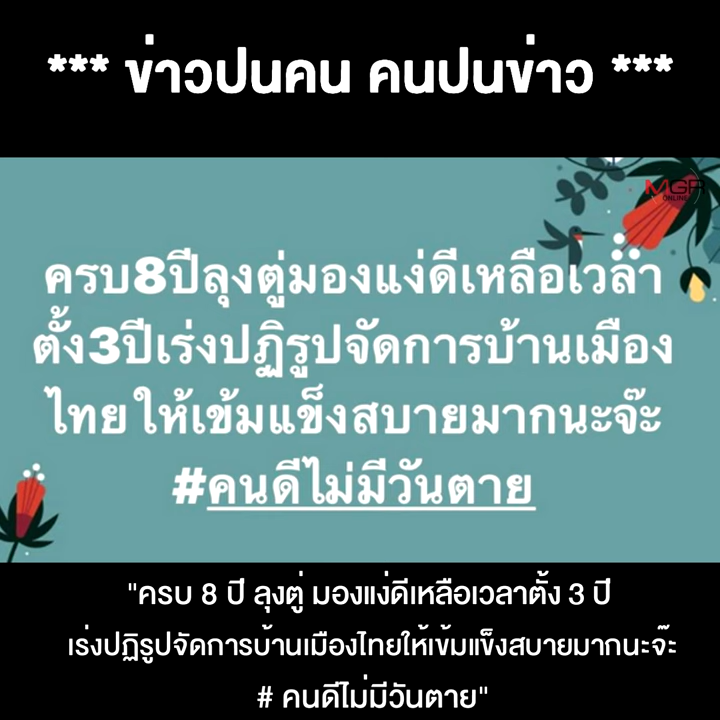 *** ข่าวปนคน คนปนข่าว ***
MGR
ONLINE
ครบ8ปีลุงตู่มองแง่ดีเหลือเวลา
ตั้ง3ปีเร่งปฏิรูปจัดการบ้านเมือง
ไทยให้เข้มแข็งสบายมากนะจ๊ะ
#คนดีไม่มีวันตาย
"ครบ 8 ปี ลุงตู่ มองแง่ดีเหลือเวลาตั้ง 3 ปี
เร่งปฏิรูปจัดการบ้านเมืองไทยให้เข้มแข็งสบายมากนะจ๊ะ
# คนดีไม่มีวันตาย"